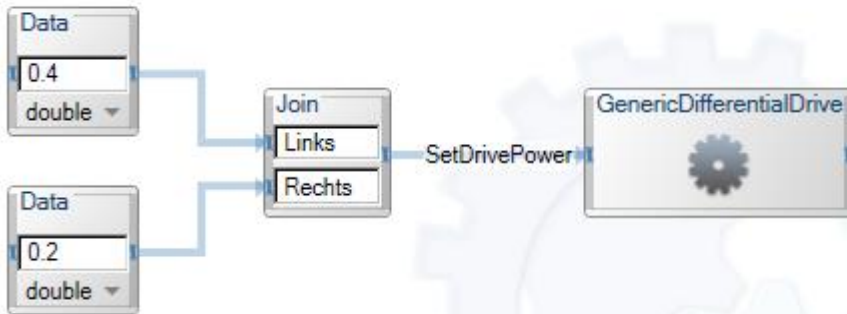 Data
0.4
double
Join
Links
Rechts
SetDrivePower
GenericDifferentialDrive
Data
0.2
double